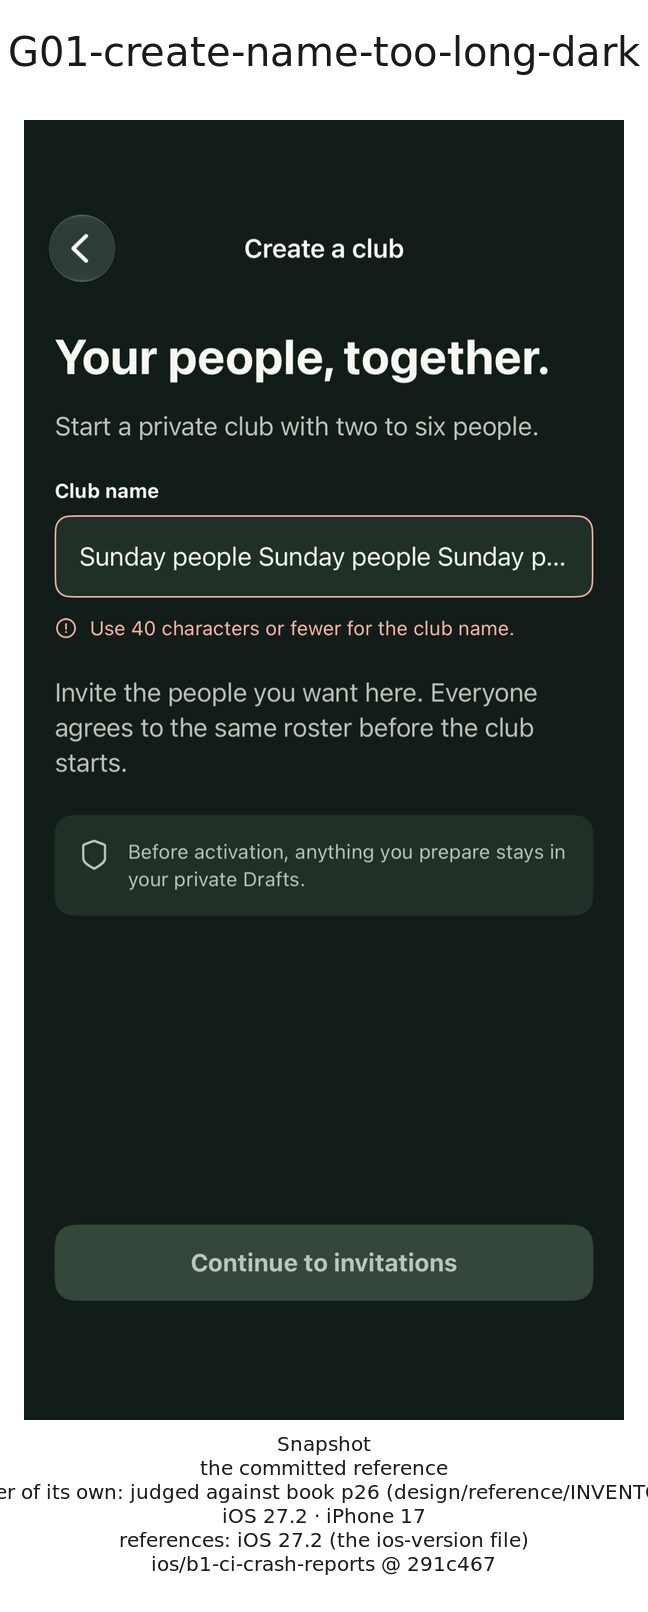 G01-create-name-too-long-dark
Create a club
Your people, together.
Start a private club with two to six people.
Club name
Sunday people Sunday people Sunday p...
Use 40 characters or fewer for the club name.
Invite the people you want here. Everyone
agrees to the same roster before the club
starts.
Before activation, anything you prepare stays in
your private Drafts.
Continue to invitations
Snapshot
the committed reference
of its own: judged against book p26 (design/reference/
iOS 27.2 · iPhone 17
references: iOS 27.2 (the ios-version file)
ios/b1-ci-crash-reports @ 291c467